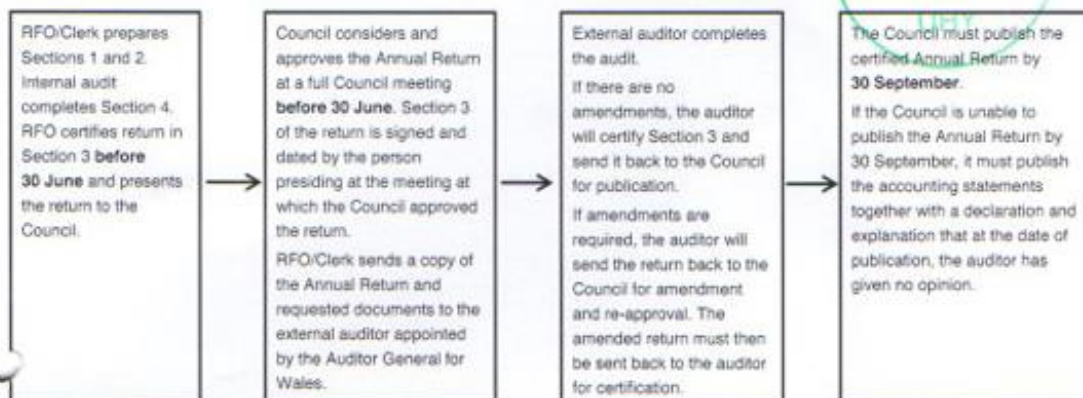 RFO/Clerk prepares
Sections 1 and 2.
Internal audit
completes Section 4.
RFO certifies return in
Section 3 before
30 June and presents
the return to the
Council.
Council considers and
approves the Annual Return
at a full Council meeting
before 30 June. Section 3
of the return is signed and
dated by the person
presiding at the meeting at
which the Council approved
the return.
RFO/Clerk sends a copy of
the Annual Return and
requested documents to the
external auditor appointed
by the Auditor General for
Wales.
External auditor completes
the audit.
If there are no
amendments, the auditor
will certify Section 3 and
send it back to the Council
for publication.
If amendments are
required, the auditor will
send the return back to the
Council for amendment
and re-approval. The
amended return must then
be sent back to the auditor
for certification.
UHY
The Council must publish the
certified Annual Return by
30 September.
If the Council is unable to
publish the Annual Return by
30 September, it must publish
the accounting statements
together with a declaration and
explanation that at the date of
publication, the auditor has
given no opinion.